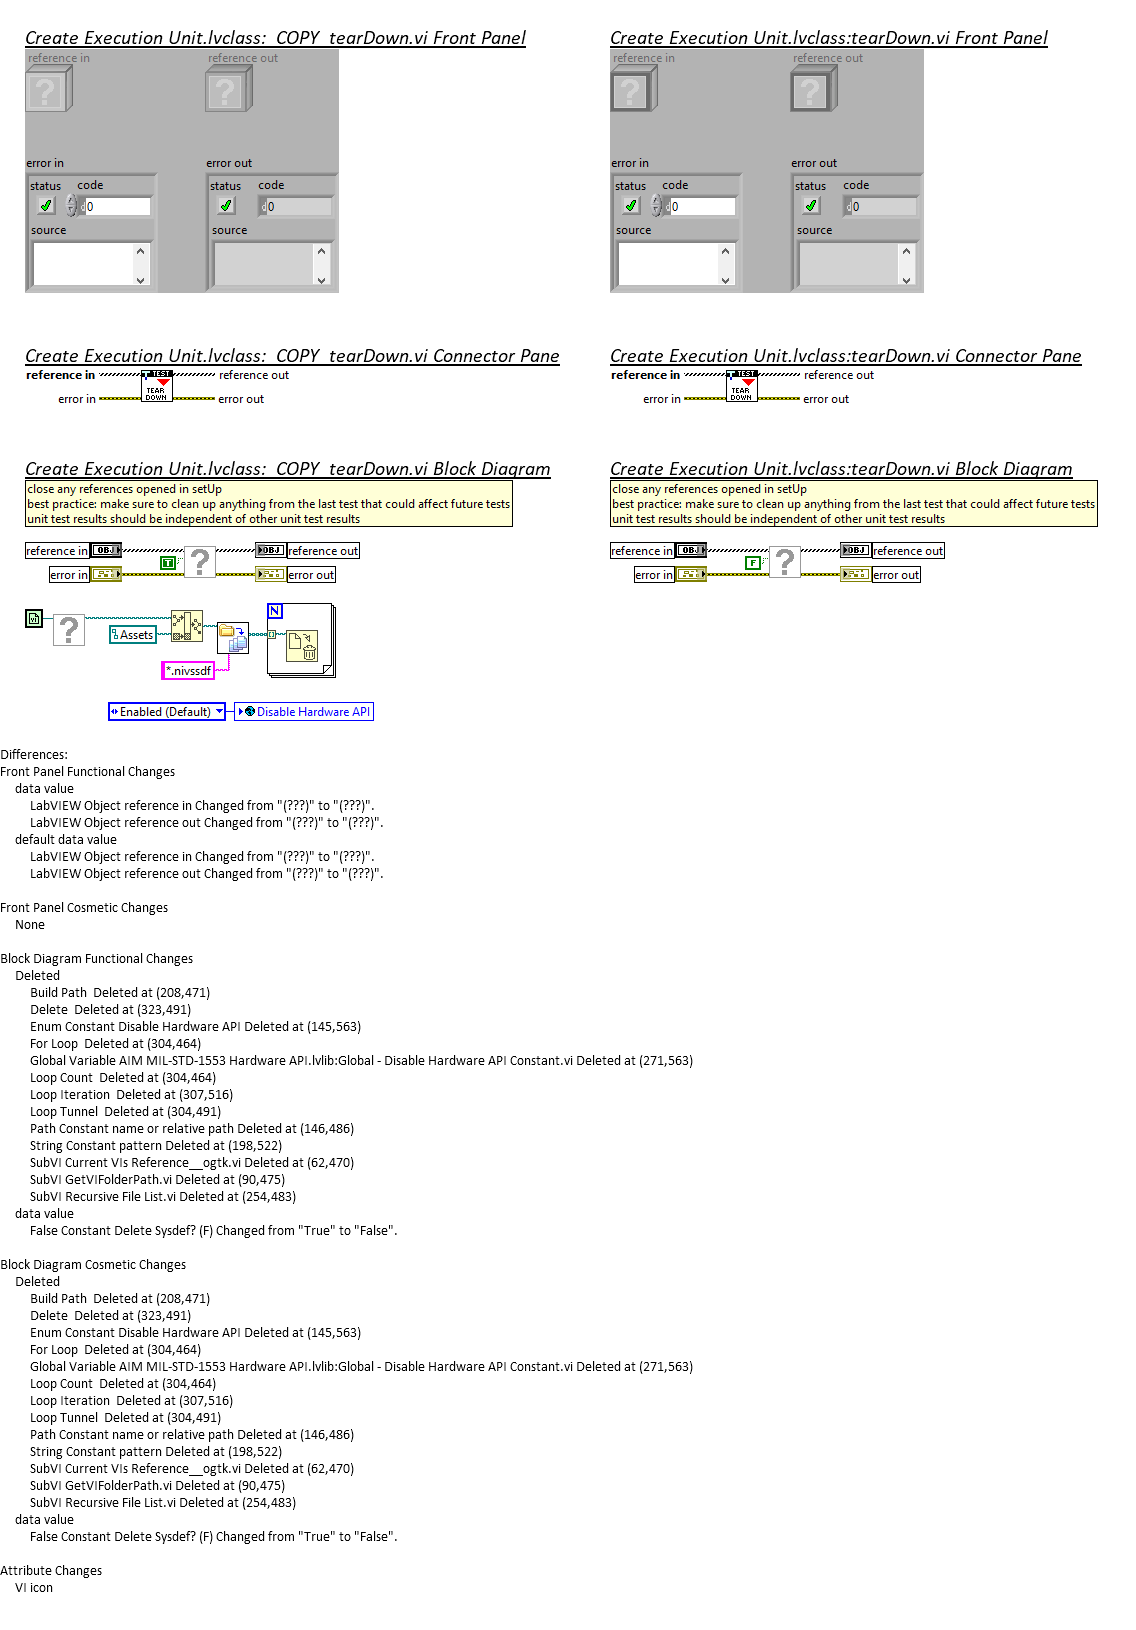 Create Execution Unit.lvclass:_COPY_tearDown.vi Front Panel
reference in
reference out
error in
error out
status
code
status
code
d0
d0
source
source
Create Execution Unit.lvclass:tearDown.vi Front Panel
reference in
reference out
error in
error out
status
code
status
code
d0
d0
source
source
Create Execution Unit.lvclass:_COPY_tearDown.vi Connector Pane
reference in
TEST
reference out
TEAR
DOWN
error in
error out
Create Execution Unit.lvclass:tearDown.vi Connector Pane
reference in
TEST
reference out
TEAR
DOWN
error in
error out
Create Execution Unit.lvclass:_COPY_tearDown.vi Block Diagram
close any references opened in setUp
best practice: make sure to clean up anything from the last test that could affect future tests
unit test results should be independent of other unit test results
reference in
OBJ
?
OBJ
reference out
T
error in
error out
vi
?
N
Assets
*.nivssdf
Enabled (Default)
Disable Hardware API
Create Execution Unit.lvclass:tearDown.vi Block Diagram
close any references opened in setUp
best practice: make sure to clean up anything from the last test that could affect future tests
unit test results should be independent of other unit test results
reference in
OBJ
?
OBJ
reference out
F
error in
error out
Differences:
Front Panel Functional Changes
data value
LabVIEW Object reference in Changed from "(???)" to "(???)".
LabVIEW Object reference out Changed from "(???)" to "(???)".
default data value
LabVIEW Object reference in Changed from "(???)" to "(???)".
LabVIEW Object reference out Changed from "(???)" to "(???)".
Front Panel Cosmetic Changes
None
Block Diagram Functional Changes
Deleted
Build Path  Deleted at (208,471)
Delete  Deleted at (323,491)
Enum Constant Disable Hardware API Deleted at (145,563)
For Loop  Deleted at (304,464)
Global Variable AIM MIL-STD-1553 Hardware API.lvlib:Global - Disable Hardware API Constant.vi Deleted at (271,563)
Loop Count  Deleted at (304,464)
Loop Iteration  Deleted at (307,516)
Loop Tunnel  Deleted at (304,491)
Path Constant name or relative path Deleted at (146,486)
String Constant pattern Deleted at (198,522)
SubVI Current VIs Reference__ogtk.vi Deleted at (62,470)
SubVI GetVIFolderPath.vi Deleted at (90,475)
SubVI Recursive File List.vi Deleted at (254,483)
data value
False Constant Delete Sysdef? (F) Changed from "True" to "False".
Block Diagram Cosmetic Changes
Deleted
Build Path  Deleted at (208,471)
Delete  Deleted at (323,491)
Enum Constant Disable Hardware API Deleted at (145,563)
For Loop  Deleted at (304,464)
Global Variable AIM MIL-STD-1553 Hardware API.lvlib:Global - Disable Hardware API Constant.vi Deleted at (271,563)
Loop Count  Deleted at (304,464)
Loop Iteration  Deleted at (307,516)
Loop Tunnel  Deleted at (304,491)
Path Constant name or relative path Deleted at (146,486)
String Constant pattern Deleted at (198,522)
SubVI Current VIs Reference__ogtk.vi Deleted at (62,470)
SubVI GetVIFolderPath.vi Deleted at (90,475)
SubVI Recursive File List.vi Deleted at (254,483)
data value
False Constant Delete Sysdef? (F) Changed from "True" to "False".
Attribute Changes
VI icon